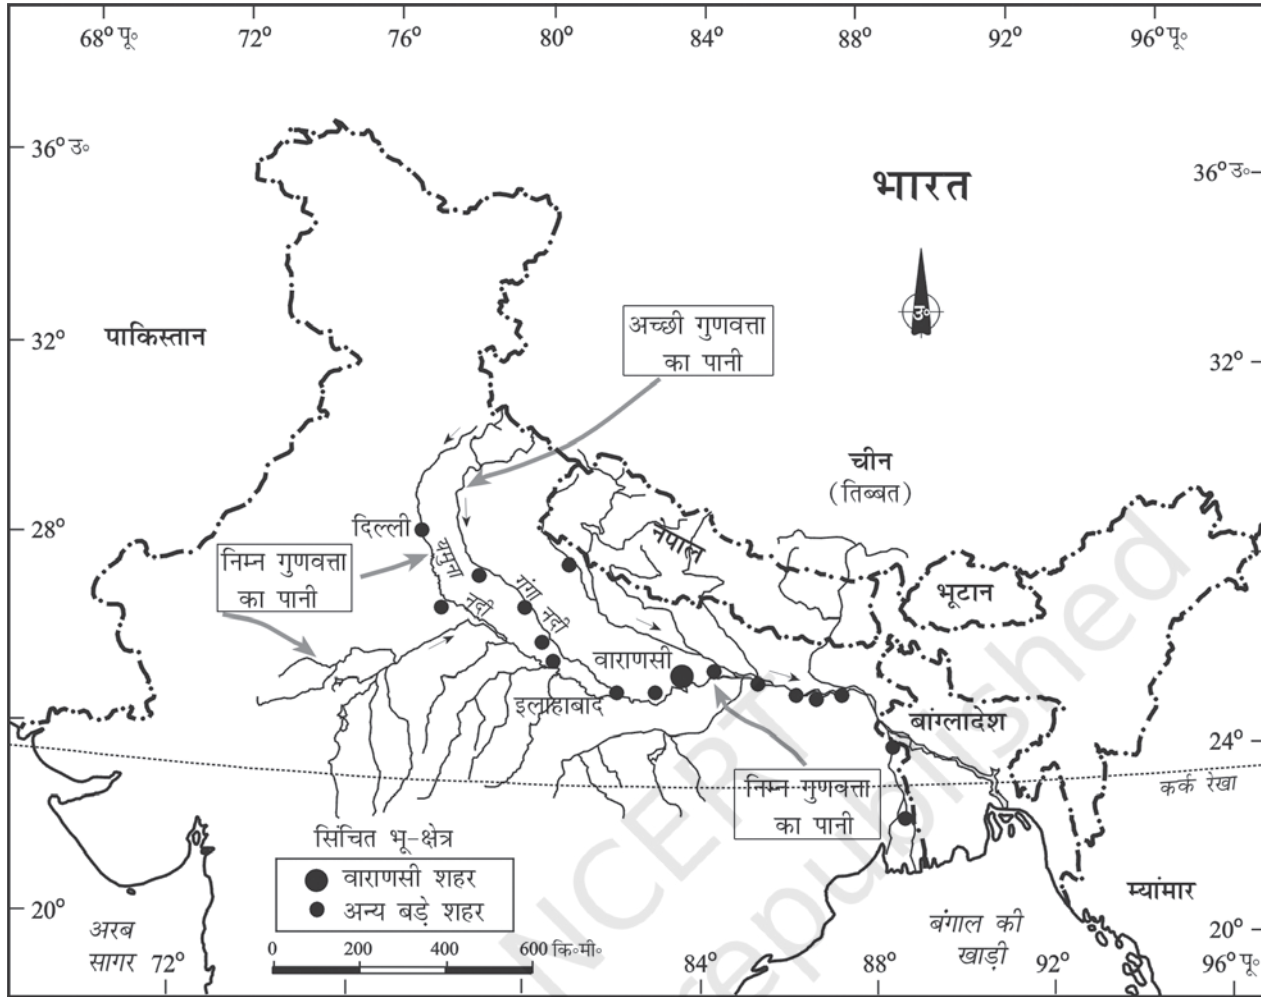 68° पू॰ 72° 76° 80° 84° 88° 92° 96° पू॰
36° उ॰
36° उ॰
भारत
उ॰
पाकिस्तान
अच्छी गुणवत्ता
का पानी
32°
32°
चीन
(तिब्बत)
28°
दिल्ली
नेपाल
यमुना
नदी
निम्न गुणवत्ता
का पानी
गंगा
नदी
भूटान
वाराणसी
इलाहाबाद
बांग्लादेश
24°
कर्क रेखा
निम्न गुणवत्ता
का पानी
सिंचित भू-क्षेत्र
वाराणसी शहर
अन्य बड़े शहर
0 200 400 600 कि॰मी॰
20°
म्यांमार
अरब
सागर
बंगाल की
खाड़ी
20°
72° 84° 88° 92° 96° पू॰
NCERT
republished